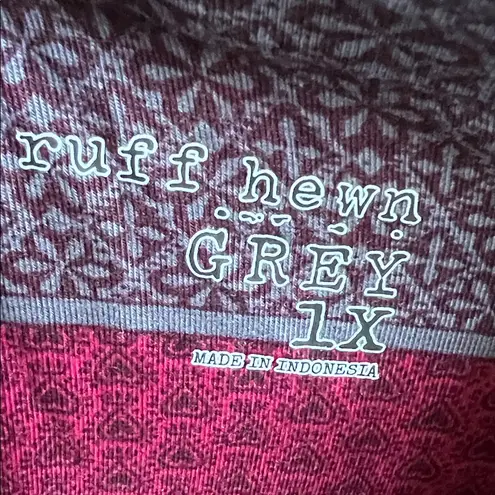 ruff hewn
GREY
1X
MADE IN INDONESIA